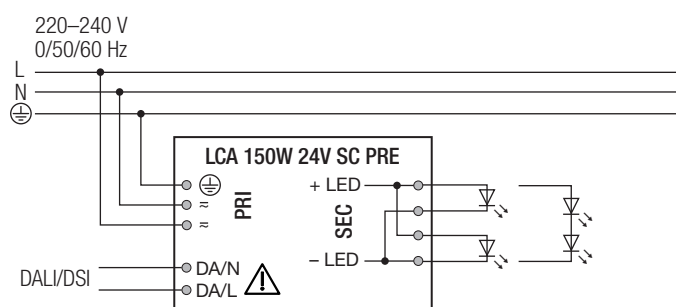 220–240 V
0/50/60 Hz
L
N
LCA 150W 24V SC PRE
+ LED
≂
PRI
SEC
≂
– LED
DALI/DSI
DA/N
DA/L